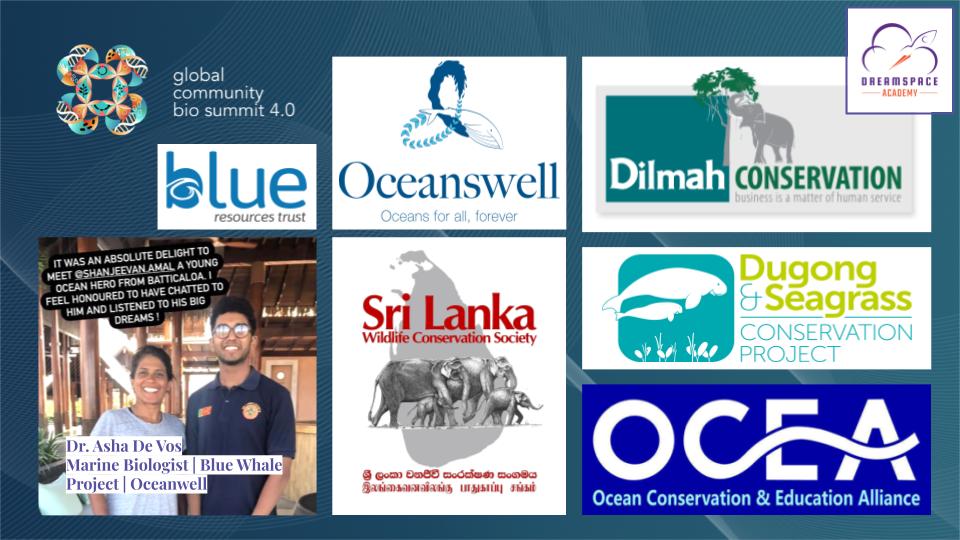 global
community
bio summit 4.0
DREAMSPACE
ACADEMY
blue
resources trust
Oceanswell
Oceans for all, forever
Dilmah CONSERVATION
business is a matter of human service
IT WAS AN ABSOLUTE DELIGHT TO
MEET @SHANJEEVAN.AMAL A YOUNG
OCEAN HERO FROM BATTICALOA. I
FEEL HONOURED TO HAVE CHATTED TO
HIM AND LISTENED TO HIS BIG
DREAMS !
Dr. Asha De Vos
Marine Biologist | Blue Whale
Project | Oceanwell
Sri Lanka
Wildlife Conservation Society
ශ්‍රී ලංකා වනජීවී සංරක්ෂණ සංගමය
இலங்கைவனவிலங்கு பாதுகாப்பு சங்கம்
Dugong
& Seagrass
CONSERVATION
PROJECT
OCEA
Ocean Conservation & Education Alliance